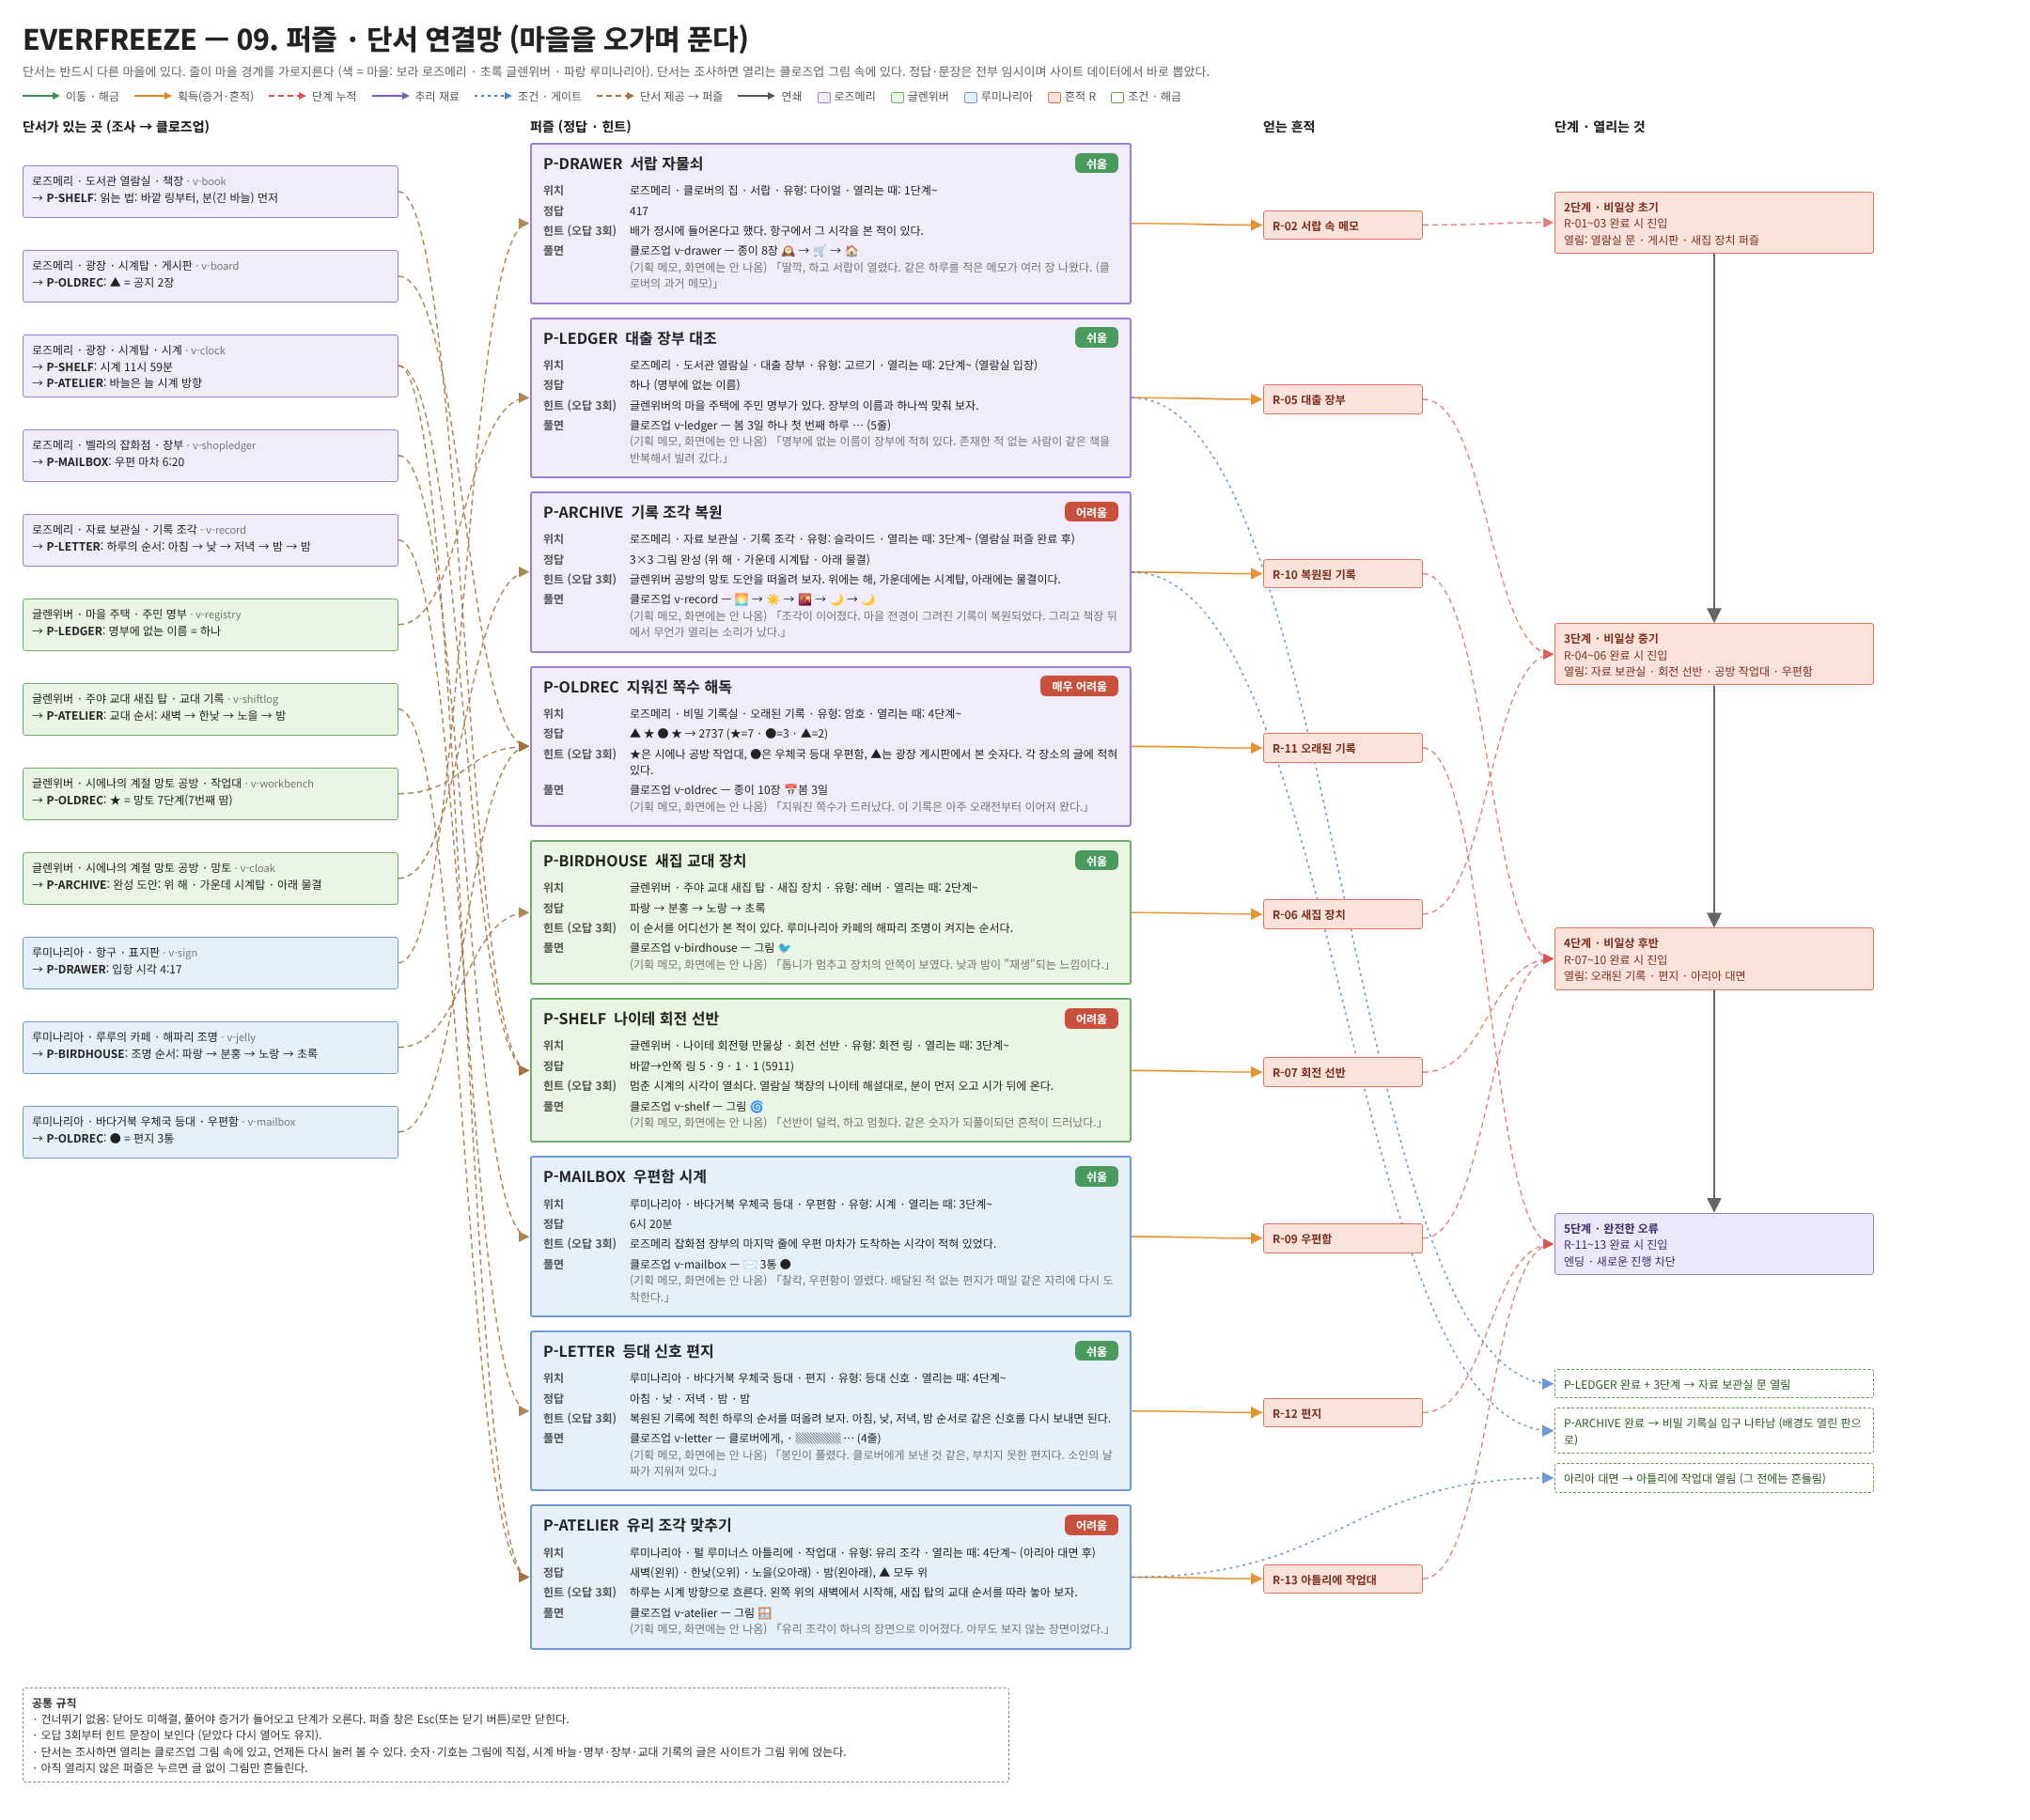 EVERFREEZE — 09. 퍼즐 · 단서 연결망 (마을을 오가며 푼다)
단서는 반드시 다른 마을에 있다. 줄이 마을 경계를 가로지른다 (색 = 마을: 보라 로즈메리 · 초록 글렌위버 · 파랑 루미나리아). 단서는 조사하면 열리는 클로즈업 그림 속에 있다. 정답·문장은 전부 임시이며 사이트 데이터에서 바로 뽑았다.
이동 · 해금 획득(증거·흔적) 단계 누적 추리 재료 조건 · 게이트 단서 제공 → 퍼즐 연쇄 로즈메리 글렌위버 루미나리아 흔적 R 조건 · 해금
단서가 있는 곳 (조사 → 클로즈업)
로즈메리 · 도서관 열람실 · 책장 · v-book
→ P-SHELF: 읽는 법: 바깥 링부터, 분(긴 바늘) 먼저
로즈메리 · 광장 · 시계탑 · 게시판 · v-board
→ P-OLDREC: ▲ = 공지 2장
로즈메리 · 광장 · 시계탑 · 시계 · v-clock
→ P-SHELF: 시계 11시 59분
→ P-ATELIER: 바늘은 늘 시계 방향
로즈메리 · 벨라의 잡화점 · 장부 · v-shopledger
→ P-MAILBOX: 우편 마차 6:20
로즈메리 · 자료 보관실 · 기록 조각 · v-record
→ P-LETTER: 하루의 순서: 아침 → 낮 → 저녁 → 밤 → 밤
글렌위버 · 마을 주택 · 주민 명부 · v-registry
→ P-LEDGER: 명부에 없는 이름 = 하나
글렌위버 · 주야 교대 새집 탑 · 교대 기록 · v-shiftlog
→ P-ATELIER: 교대 순서: 새벽 → 한낮 → 노을 → 밤
글렌위버 · 시에나의 계절 망토 공방 · 작업대 · v-workbench
→ P-OLDREC: ★ = 망토 7단계(7번째 땀)
글렌위버 · 시에나의 계절 망토 공방 · 망토 · v-cloak
→ P-ARCHIVE: 완성 도안: 위 해 · 가운데 시계탑 · 아래 물결
루미나리아 · 항구 · 표지판 · v-sign
→ P-DRAWER: 입항 시각 4:17
루미나리아 · 루루의 카페 · 해파리 조명 · v-jelly
→ P-BIRDHOUSE: 조명 순서: 파랑 → 분홍 → 노랑 → 초록
루미나리아 · 바다거북 우체국 등대 · 우편함 · v-mailbox
→ P-OLDREC: ● = 편지 3통
퍼즐 (정답 · 힌트)
P-DRAWER 서랍 자물쇠 쉬움
위치 로즈메리 · 클로버의 집 · 서랍 · 유형: 다이얼 · 열리는 때: 1단계~
정답 417
힌트 (오답 3회) 배가 정시에 들어온다고 했다. 항구에서 그 시각을 본 적이 있다.
풀면 클로즈업 v-drawer — 종이 8장 🕰️ → 🛒 → 🏠
(기획 메모, 화면에는 안 나옴) 「딸깍, 하고 서랍이 열렸다. 같은 하루를 적은 메모가 여러 장 나왔다. (클
로버의 과거 메모)」
P-LEDGER 대출 장부 대조 쉬움
위치 로즈메리 · 도서관 열람실 · 대출 장부 · 유형: 고르기 · 열리는 때: 2단계~ (열람실 입장)
정답 하나 (명부에 없는 이름)
힌트 (오답 3회) 글렌위버의 마을 주택에 주민 명부가 있다. 장부의 이름과 하나씩 맞춰 보자.
풀면 클로즈업 v-ledger — 봄 3일 하나 첫 번째 하루 … (5줄)
(기획 메모, 화면에는 안 나옴) 「명부에 없는 이름이 장부에 적혀 있다. 존재한 적 없는 사람이 같은 책을
반복해서 빌려 갔다.」
P-ARCHIVE 기록 조각 복원 어려움
위치 로즈메리 · 자료 보관실 · 기록 조각 · 유형: 슬라이드 · 열리는 때: 3단계~ (열람실 퍼즐 완료 후)
정답 3×3 그림 완성 (위 해 · 가운데 시계탑 · 아래 물결)
힌트 (오답 3회) 글렌위버 공방의 망토 도안을 떠올려 보자. 위에는 해, 가운데에는 시계탑, 아래에는 물결이다.
풀면 클로즈업 v-record — 🌅 → ☀️ → 🌇 → 🌙 → 🌙
(기획 메모, 화면에는 안 나옴) 「조각이 이어졌다. 마을 전경이 그려진 기록이 복원되었다. 그리고 책장 뒤
에서 무언가 열리는 소리가 났다.」
P-OLDREC 지워진 쪽수 해독 매우 어려움
위치 로즈메리 · 비밀 기록실 · 오래된 기록 · 유형: 암호 · 열리는 때: 4단계~
정답 ▲ ★ ● ★ → 2737 (★=7 · ●=3 · ▲=2)
힌트 (오답 3회) ★은 시에나 공방 작업대, ●은 우체국 등대 우편함, ▲는 광장 게시판에서 본 숫자다. 각 장소의 글에 적혀
있다.
풀면 클로즈업 v-oldrec — 종이 10장 📅봄 3일
(기획 메모, 화면에는 안 나옴) 「지워진 쪽수가 드러났다. 이 기록은 아주 오래전부터 이어져 왔다.」
P-BIRDHOUSE 새집 교대 장치 쉬움
위치 글렌위버 · 주야 교대 새집 탑 · 새집 장치 · 유형: 레버 · 열리는 때: 2단계~
정답 파랑 → 분홍 → 노랑 → 초록
힌트 (오답 3회) 이 순서를 어디선가 본 적이 있다. 루미나리아 카페의 해파리 조명이 켜지는 순서다.
풀면 클로즈업 v-birdhouse — 그림 🐦
(기획 메모, 화면에는 안 나옴) 「톱니가 멈추고 장치의 안쪽이 보였다. 낮과 밤이 "재생"되는 느낌이다.」
P-SHELF 나이테 회전 선반 어려움
위치 글렌위버 · 나이테 회전형 만물상 · 회전 선반 · 유형: 회전 링 · 열리는 때: 3단계~
정답 바깥→안쪽 링 5 · 9 · 1 · 1 (5911)
힌트 (오답 3회) 멈춘 시계의 시각이 열쇠다. 열람실 책장의 나이테 해설대로, 분이 먼저 오고 시가 뒤에 온다.
풀면 클로즈업 v-shelf — 그림 🌀
(기획 메모, 화면에는 안 나옴) 「선반이 덜컥, 하고 멈췄다. 같은 숫자가 되풀이되던 흔적이 드러났다.」
P-MAILBOX 우편함 시계 쉬움
위치 루미나리아 · 바다거북 우체국 등대 · 우편함 · 유형: 시계 · 열리는 때: 3단계~
정답 6시 20분
힌트 (오답 3회) 로즈메리 잡화점 장부의 마지막 줄에 우편 마차가 도착하는 시각이 적혀 있었다.
풀면 클로즈업 v-mailbox — ✉️ 3통 ●
(기획 메모, 화면에는 안 나옴) 「찰칵, 우편함이 열렸다. 배달된 적 없는 편지가 매일 같은 자리에 다시 도
착한다.」
P-LETTER 등대 신호 편지 쉬움
위치 루미나리아 · 바다거북 우체국 등대 · 편지 · 유형: 등대 신호 · 열리는 때: 4단계~
정답 아침 · 낮 · 저녁 · 밤 · 밤
힌트 (오답 3회) 복원된 기록에 적힌 하루의 순서를 떠올려 보자. 아침, 낮, 저녁, 밤 순서로 같은 신호를 다시 보내면 된다.
풀면 클로즈업 v-letter — 클로버에게, · ▒▒▒▒▒ … (4줄)
(기획 메모, 화면에는 안 나옴) 「봉인이 풀렸다. 클로버에게 보낸 것 같은, 부치지 못한 편지다. 소인의 날
짜가 지워져 있다.」
P-ATELIER 유리 조각 맞추기 어려움
위치 루미나리아 · 펄 루미너스 아틀리에 · 작업대 · 유형: 유리 조각 · 열리는 때: 4단계~ (아리아 대면 후)
정답 새벽(왼위) · 한낮(오위) · 노을(오아래) · 밤(왼아래), ▲ 모두 위
힌트 (오답 3회) 하루는 시계 방향으로 흐른다. 왼쪽 위의 새벽에서 시작해, 새집 탑의 교대 순서를 따라 놓아 보자.
풀면 클로즈업 v-atelier — 그림 🪟
(기획 메모, 화면에는 안 나옴) 「유리 조각이 하나의 장면으로 이어졌다. 아무도 보지 않는 장면이었다.」
얻는 흔적
R-02 서랍 속 메모
R-05 대출 장부
R-10 복원된 기록
R-11 오래된 기록
R-06 새집 장치
R-07 회전 선반
R-09 우편함
R-12 편지
R-13 아틀리에 작업대
단계 · 열리는 것
2단계 · 비일상 초기
R-01~03 완료 시 진입
열림: 열람실 문 · 게시판 · 새집 장치 퍼즐
3단계 · 비일상 중기
R-04~06 완료 시 진입
열림: 자료 보관실 · 회전 선반 · 공방 작업대 · 우편함
4단계 · 비일상 후반
R-07~10 완료 시 진입
열림: 오래된 기록 · 편지 · 아리아 대면
5단계 · 완전한 오류
R-11~13 완료 시 진입
엔딩 · 새로운 진행 차단
P-LEDGER 완료 + 3단계 → 자료 보관실 문 열림
P-ARCHIVE 완료 → 비밀 기록실 입구 나타남 (배경도 열린 판으
로)
아리아 대면 → 아틀리에 작업대 열림 (그 전에는 흔들림)
공통 규칙
· 건너뛰기 없음: 닫아도 미해결, 풀어야 증거가 들어오고 단계가 오른다. 퍼즐 창은 Esc(또는 닫기 버튼)로만 닫힌다.
· 오답 3회부터 힌트 문장이 보인다 (닫았다 다시 열어도 유지).
· 단서는 조사하면 열리는 클로즈업 그림 속에 있고, 언제든 다시 눌러 볼 수 있다. 숫자·기호는 그림에 직접, 시계 바늘·명부·장부·교대 기록의 글은 사이트가 그림 위에 얹는다.
· 아직 열리지 않은 퍼즐은 누르면 글 없이 그림만 흔들린다.